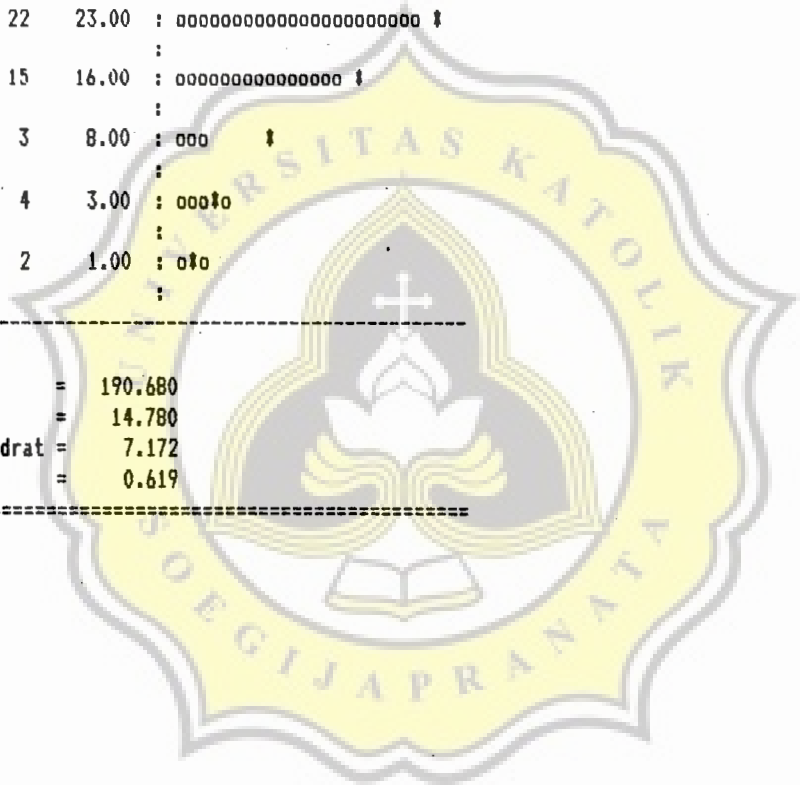 22 23.00 : oooooooooooooooooooooo *
:
15 16.00 : ooooooooooooooo *
:
3 8.00 : ooo *
:
4 3.00 : ooo*o
:
2 1.00 : o*o
:
------------------------------------------
= 190.680
= 14.780
drat = 7.172
= 0.619
==========================================
UNIVERSITAS KATOLIK
SOEGIJAPRANATA